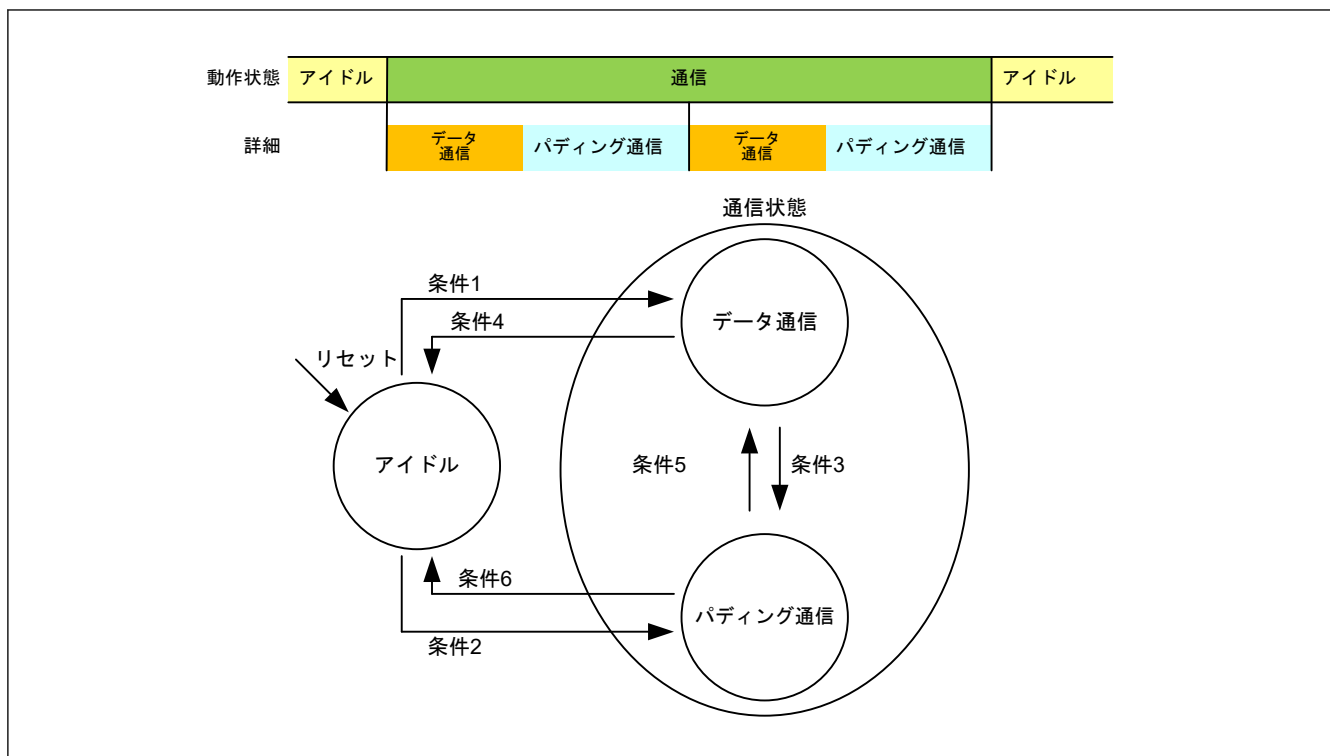 動作状態
アイドル
通信
アイドル
詳細
データ
通信
パディング通信
データ
通信
パディング通信
通信状態
条件1
データ通信
条件4
リセット
アイドル
条件5
条件3
条件6
パディング通信
条件2